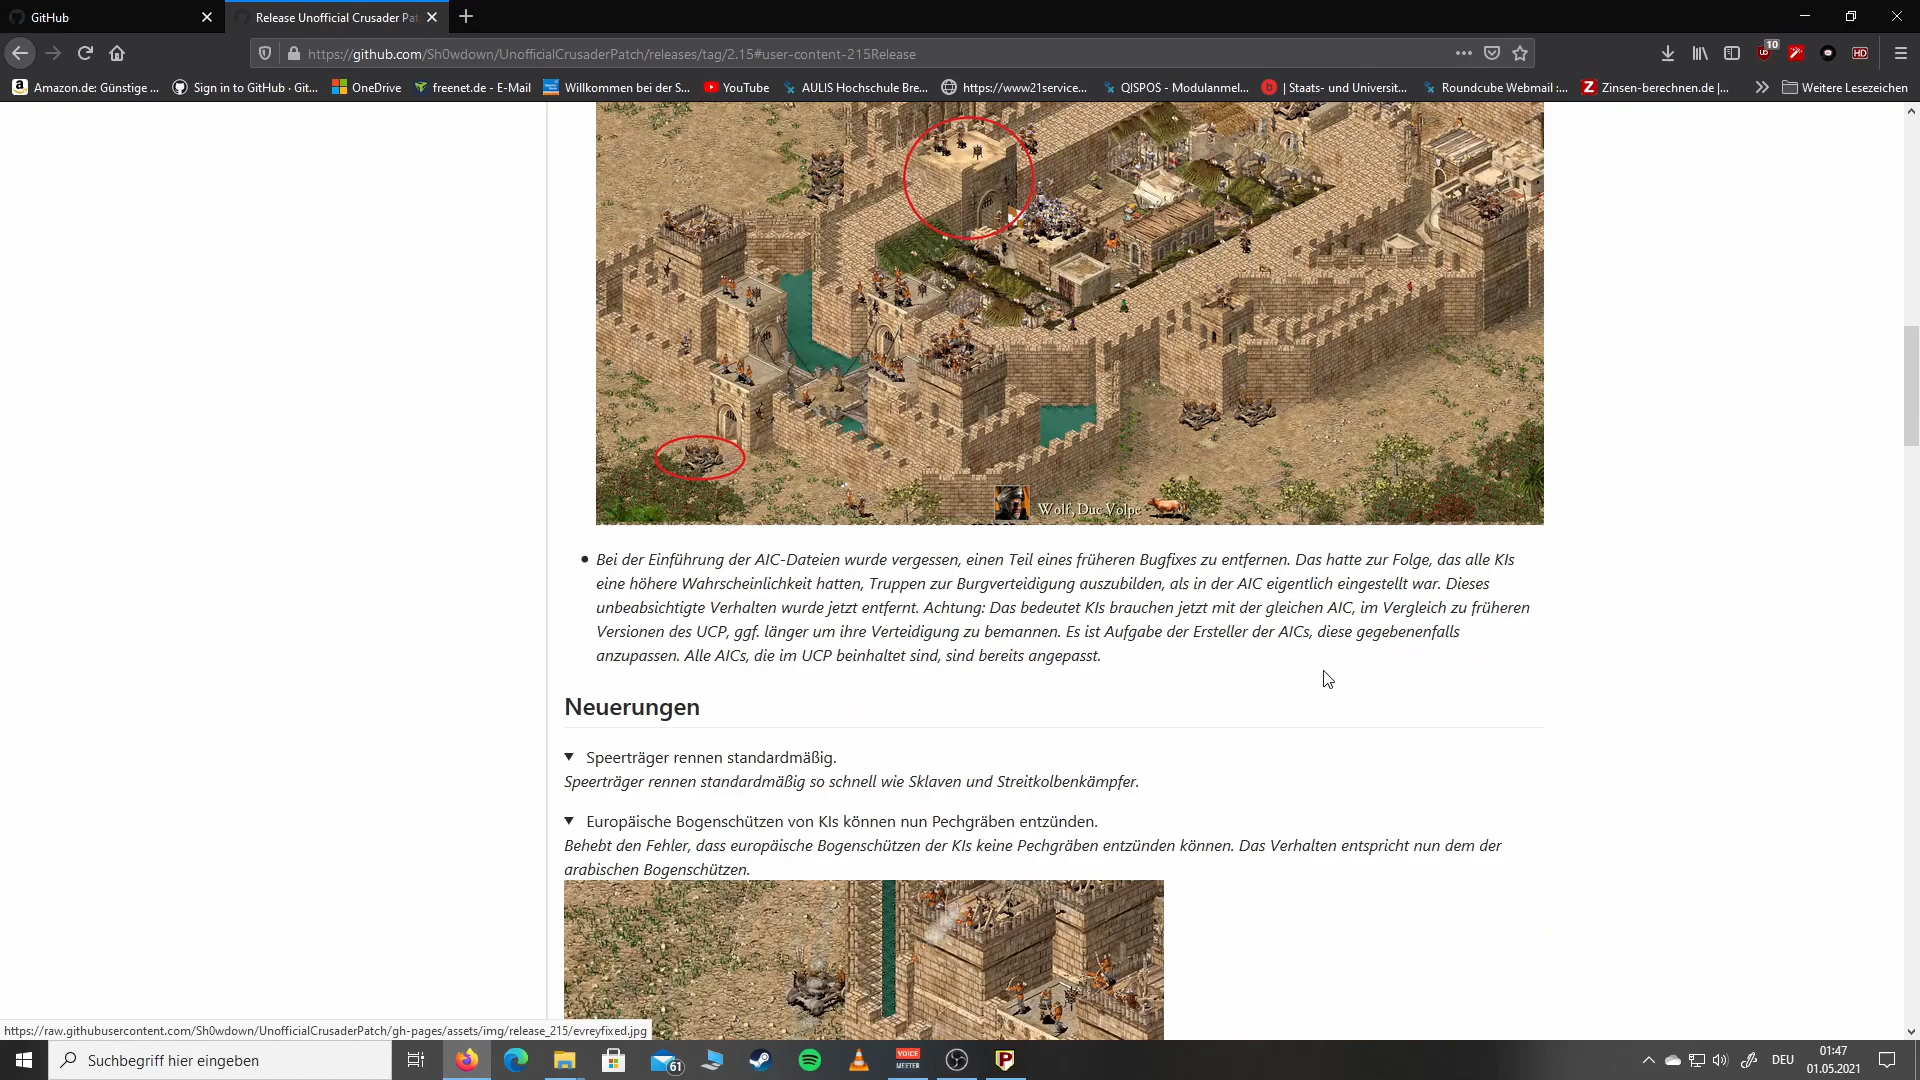 GitHub
Release Unofficial Crusader Pat
https://github.com/Sh0wdown/UnofficialCrusaderPatch/releases/tag/2.15#user-content-215Release
10
HD
Amazon.de: Günstige ...
Sign in to GitHub · Git...
OneDrive
freenet.de - E-Mail
Willkommen bei der S...
YouTube
AULIS Hochschule Bre...
https://www21service...
QISPOS - Modulanmel...
| Staats- und Universit...
Roundcube Webmail :...
Zinsen-berechnen.de |...
Weitere Lesezeichen
Wolf, Duc Volpe
Bei der Einführung der AIC-Dateien wurde vergessen, einen Teil eines früheren Bugfixes zu entfernen. Das hatte zur Folge, das alle KIs
eine höhere Wahrscheinlichkeit hatten, Truppen zur Burgverteidigung auszubilden, als in der AIC eigentlich eingestellt war. Dieses
unbeabsichtigte Verhalten wurde jetzt entfernt. Achtung: Das bedeutet KIs brauchen jetzt mit der gleichen AIC, im Vergleich zu früheren
Versionen des UCP, ggf. länger um ihre Verteidigung zu bemannen. Es ist Aufgabe der Ersteller der AICs, diese gegebenenfalls
anzupassen. Alle AICs, die im UCP beinhaltet sind, sind bereits angepasst.
Neuerungen
Speerträger rennen standardmäßig.
Speerträger rennen standardmäßig so schnell wie Sklaven und Streitkolbenkämpfer.
Europäische Bogenschützen von KIs können nun Pechgräben entzünden.
Behebt den Fehler, dass europäische Bogenschützen der KIs keine Pechgräben entzünden können. Das Verhalten entspricht nun dem der
arabischen Bogenschützen.
https://raw.githubusercontent.com/Sh0wdown/UnofficialCrusaderPatch/gh-pages/assets/img/release_215/evreyfixed.jpg
Suchbegriff hier eingeben
61
VOICE
MEETER
DEU
01:47
01.05.2021